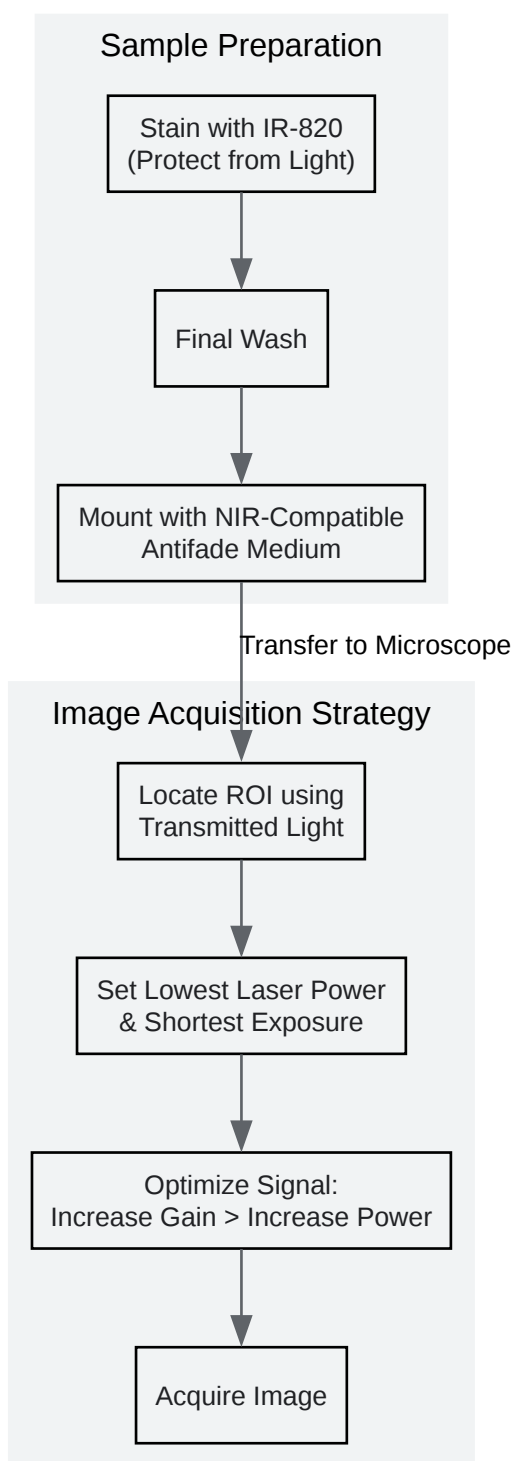 Sample Preparation
Stain with IR-820
(Protect from Light)
Final Wash
Mount with NIR-Compatible
Antifade Medium
Transfer to Microscope
Image Acquisition Strategy
Locate ROI using
Transmitted Light
Set Lowest Laser Power
& Shortest Exposure
Optimize Signal:
Increase Gain > Increase Power
Acquire Image